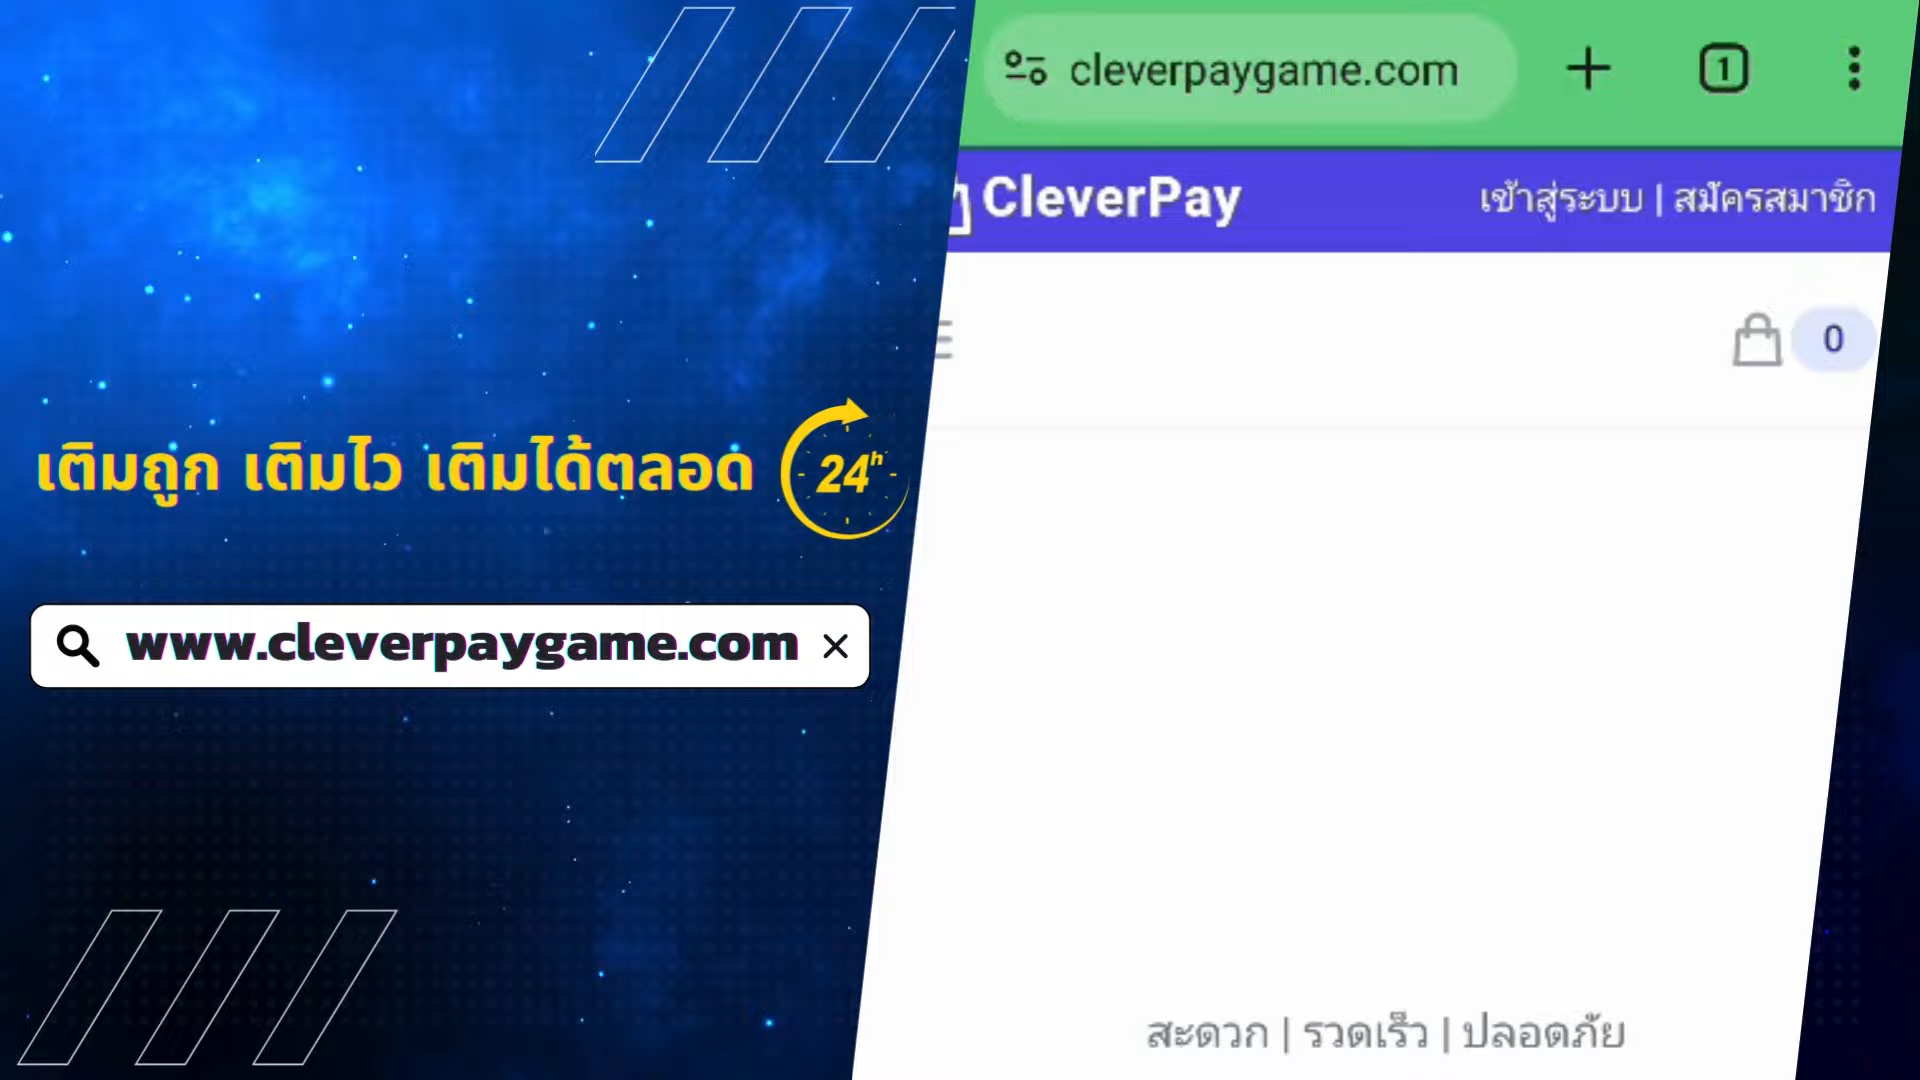 เติมถูก เติมไว เติมได้ตลอด 24h
www.cleverpaygame.com
cleverpaygame.com
1
CleverPay
เข้าสู่ระบบ | สมัครสมาชิก
0
สะดวก | รวดเร็ว | ปลอดภัย